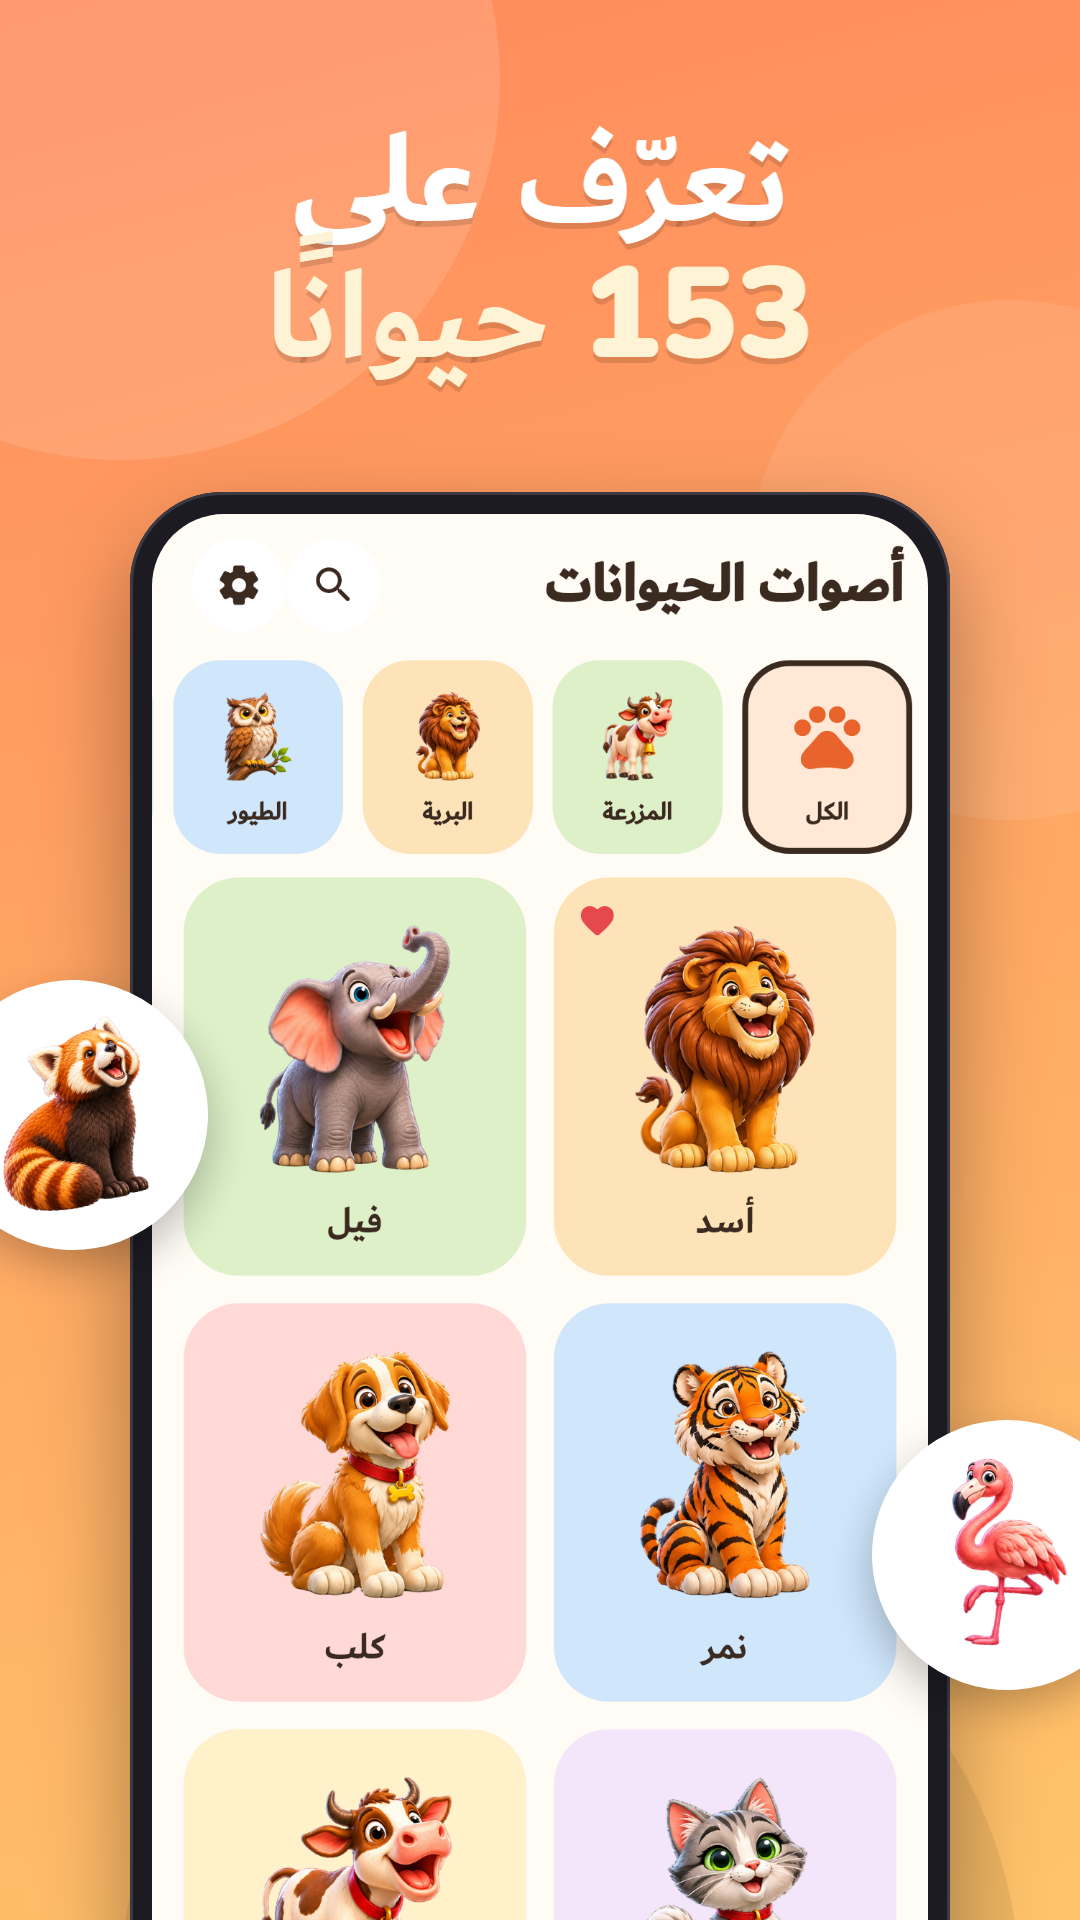 تعرّف على
153 حيوانًا
أصوات الحيوانات
الكل
المزرعة
البرية
الطيور
أسد
فيل
نمر
كلب